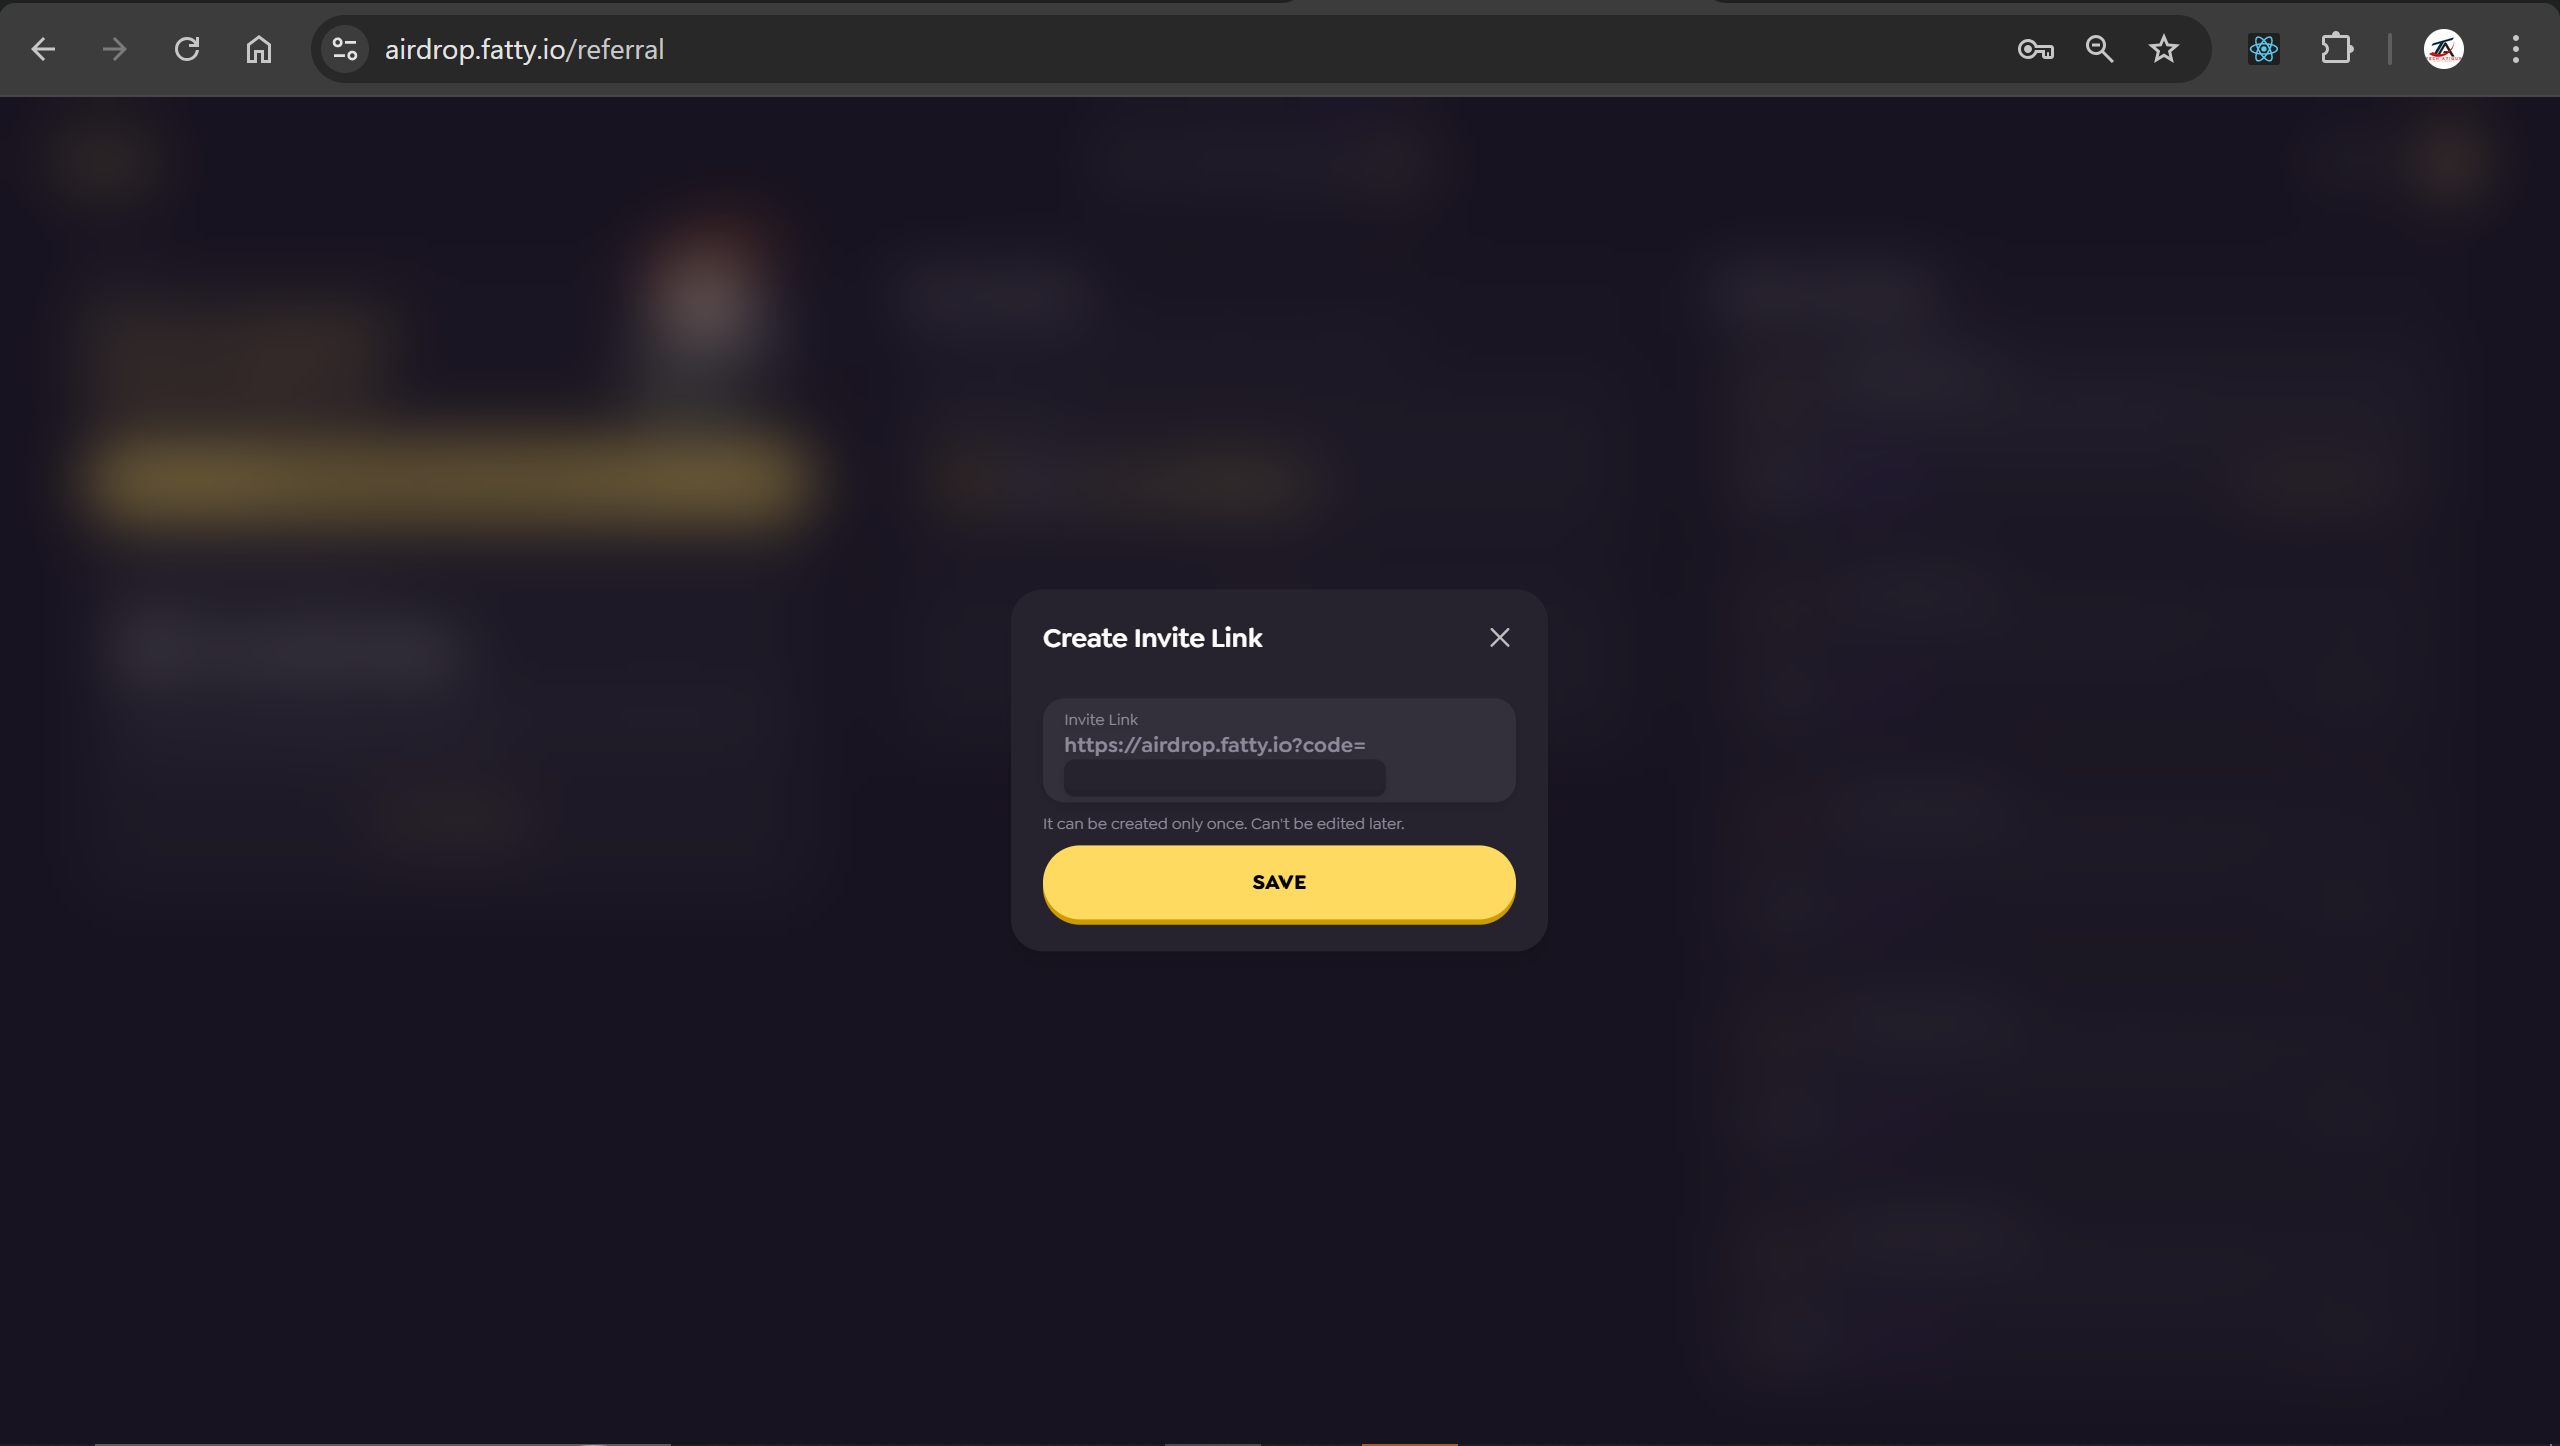 airdrop.fatty.io/referral
Create Invite Link
Invite Link
https://airdrop.fatty.io?code=
It can be created only once. Can't be edited later.
SAVE